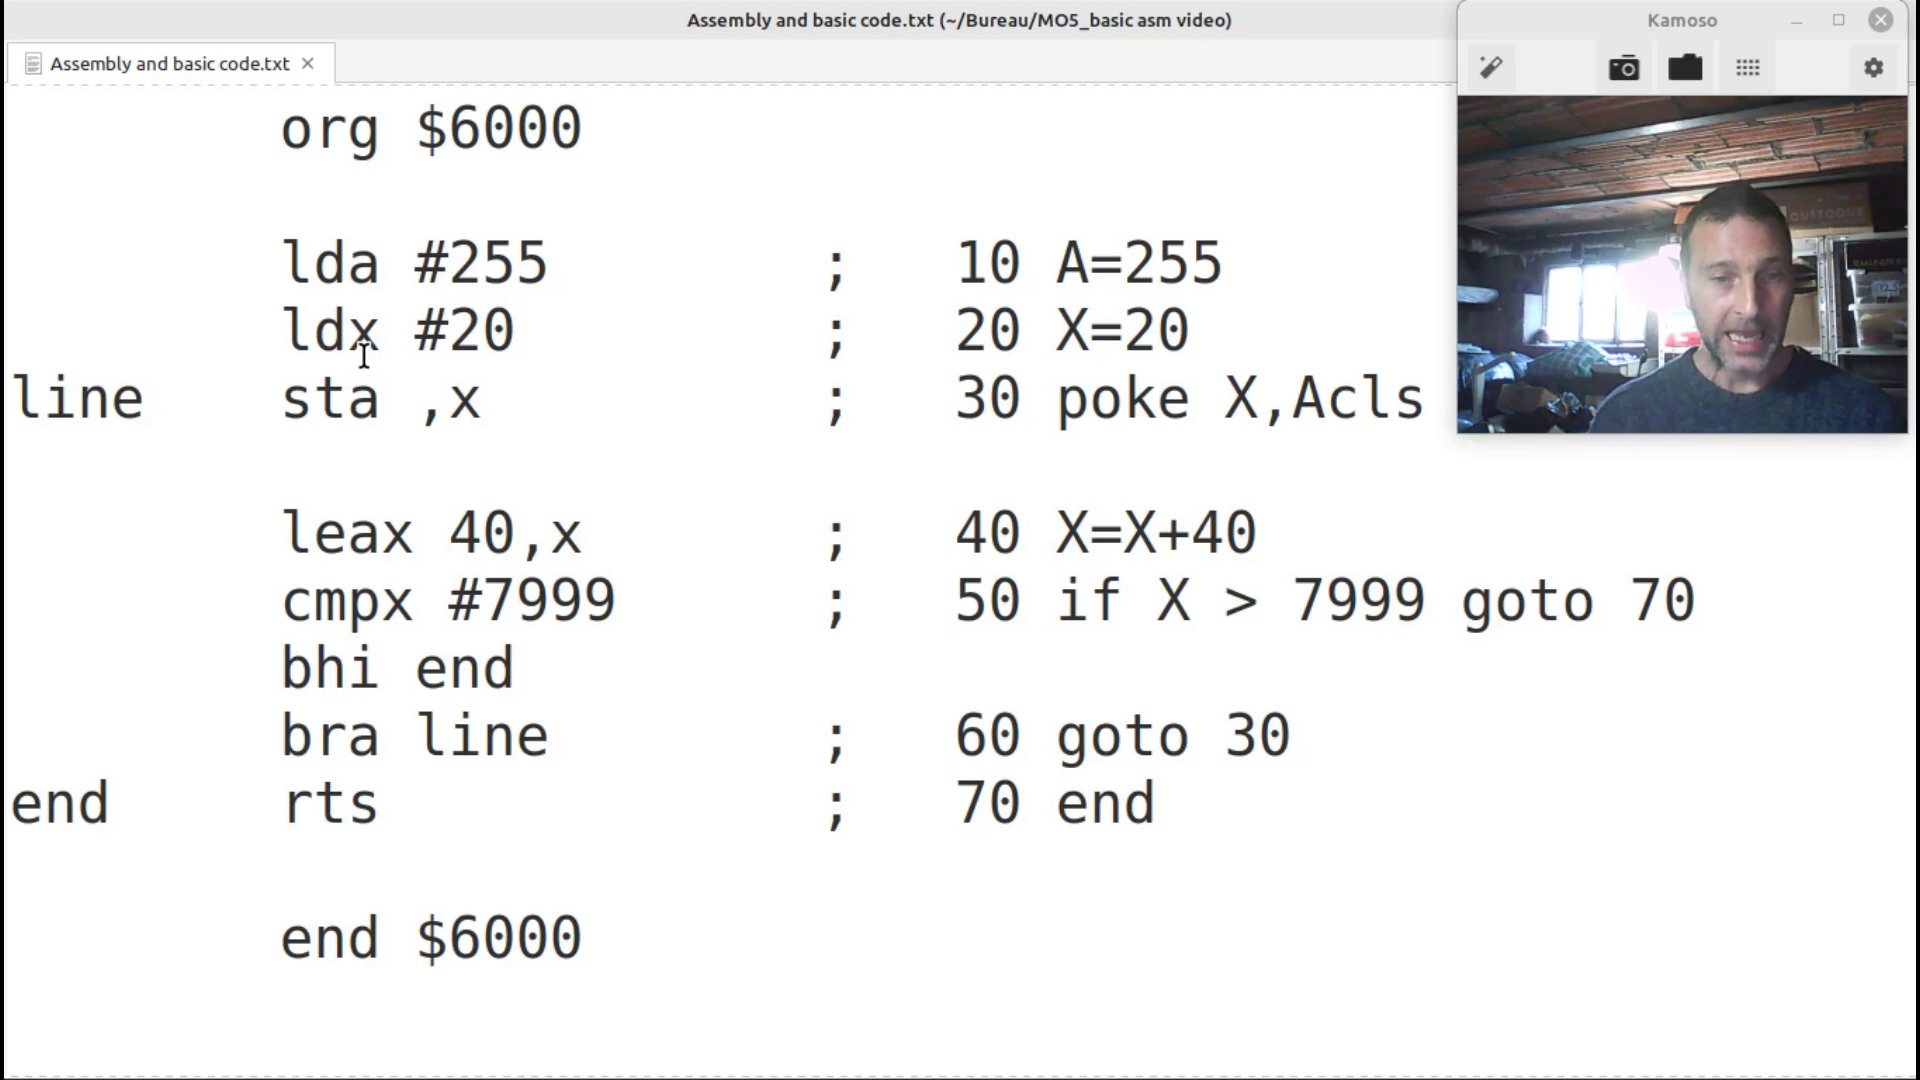 Assembly and basic code.txt (~/Bureau/MO5_basic asm video)
Kamoso
Assembly and basic code.txt
org $6000
lda #255 ; 10 A=255
ldx #20 ; 20 X=20
line sta ,x ; 30 poke X,Acls
leax 40,x ; 40 X=X+40
cmpx #7999 ; 50 if X > 7999 goto 70
bhi end
bra line ; 60 goto 30
end rts ; 70 end
end $6000